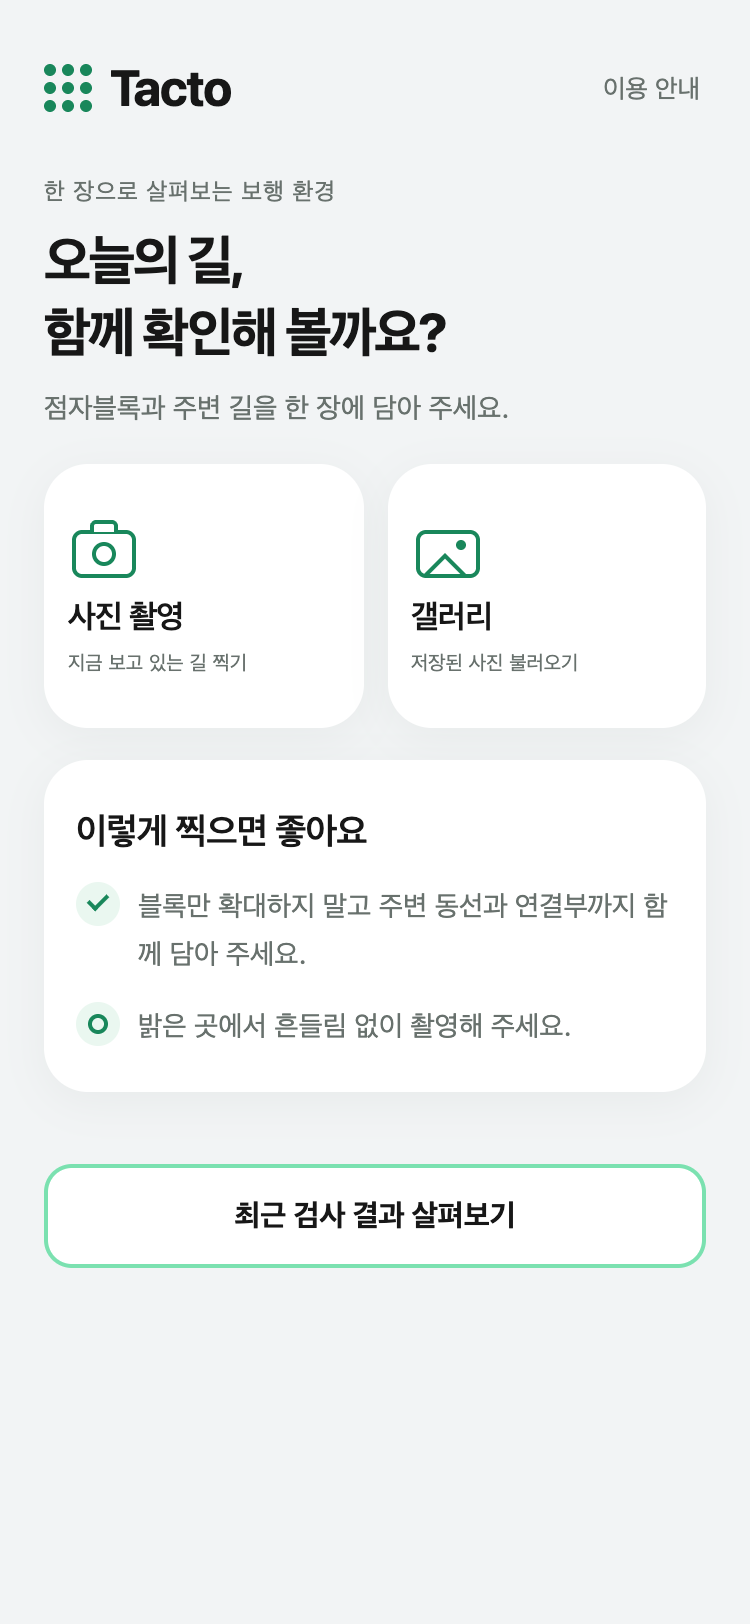 Tacto
이용 안내
한 장으로 살펴보는 보행 환경
오늘의 길,
함께 확인해 볼까요?
점자블록과 주변 길을 한 장에 담아 주세요.
사진 촬영
지금 보고 있는 길 찍기
갤러리
저장된 사진 불러오기
이렇게 찍으면 좋아요
블록만 확대하지 말고 주변 동선과 연결부까지 함
께 담아 주세요.
밝은 곳에서 흔들림 없이 촬영해 주세요.
최근 검사 결과 살펴보기